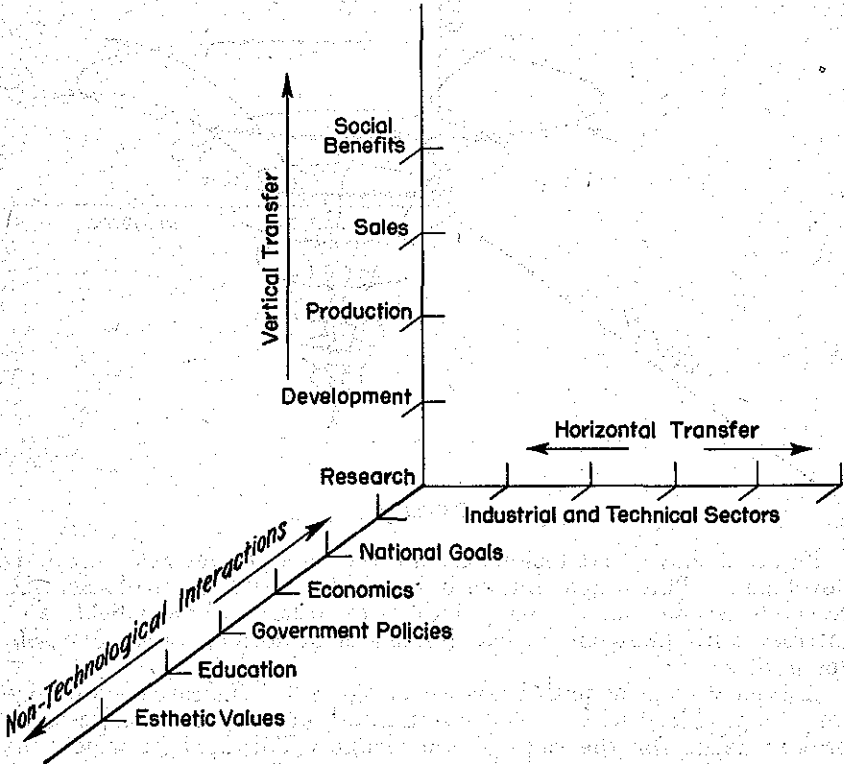 Social
Benefits
Vertical Transfer
Sales
Production
Development
Horizontal Transfer
Research
Industrial and Technical Sectors
Non-Technological Interactions
National Goals
Economics
Government Policies
Education
Esthetic Values